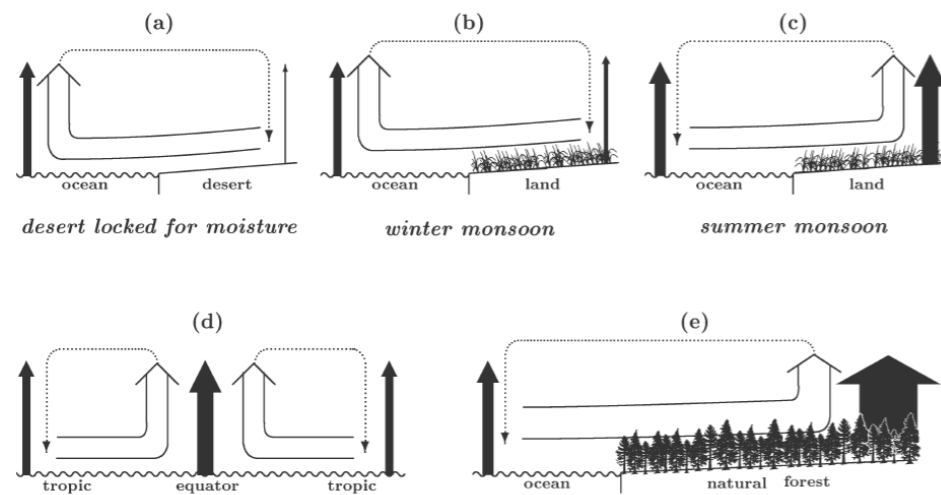 (a)
(b)
(c)
ocean desert
ocean land
ocean land
desert locked for moisture
winter monsoon
summer monsoon
(d)
(e)
tropic equator tropic
ocean natural forest